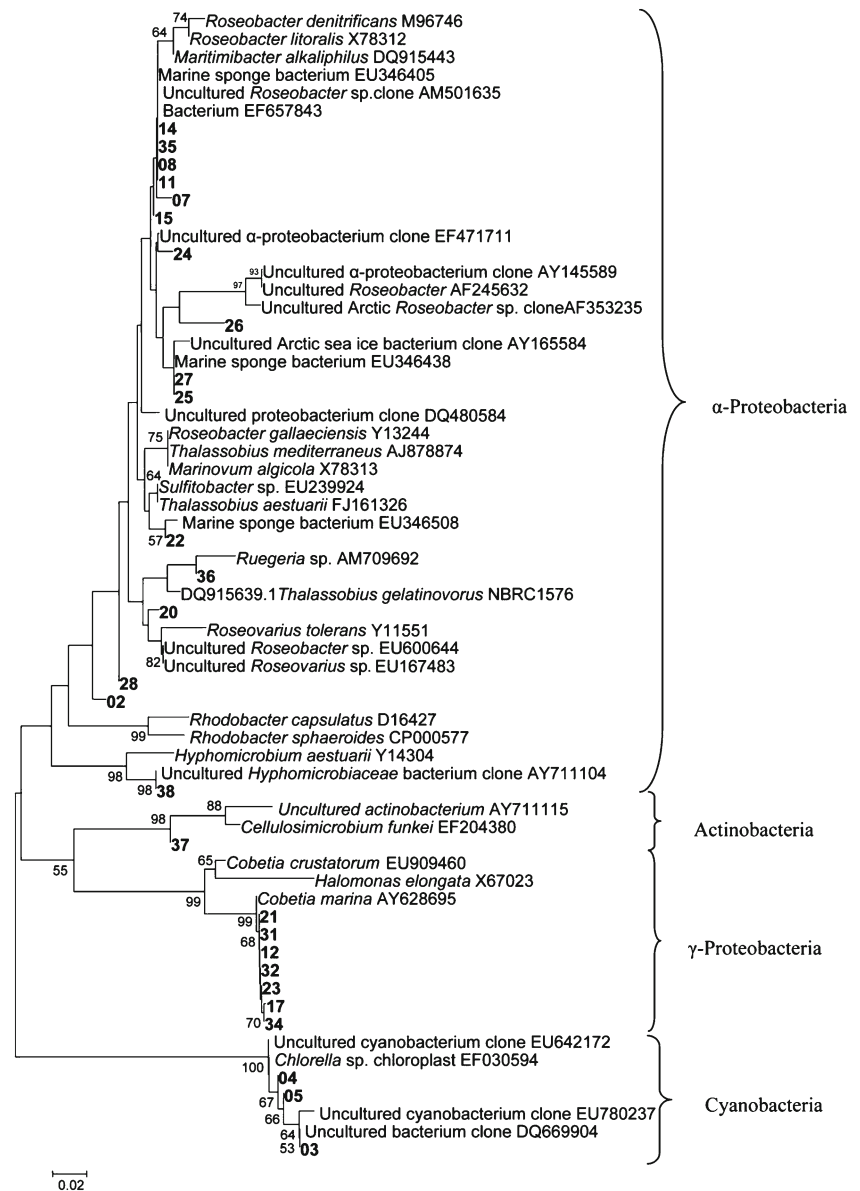 74 Roseobacter denitrificans M96746
64 Roseobacter litoralis X78312
Maritimibacter alkaliphilus DQ915443
Marine sponge bacterium EU346405
Uncultured Roseobacter sp.clone AM501635
Bacterium EF657843
14
35
08
11
07
15
Uncultured α-proteobacterium clone EF471711
24
93 Uncultured α-proteobacterium clone AY145589
97 Uncultured Roseobacter AF245632
Uncultured Arctic Roseobacter sp. cloneAF353235
26
Uncultured Arctic sea ice bacterium clone AY165584
Marine sponge bacterium EU346438
27
25
α-Proteobacteria
Uncultured proteobacterium clone DQ480584
75 Roseobacter gallaeciensis Y13244
Thalassobius mediterraneus AJ878874
Marinovum algicola X78313
64 Sulfitobacter sp. EU239924
Thalassobius aestuarii FJ161326
Marine sponge bacterium EU346508
57 22
Ruegeria sp. AM709692
36
DQ915639.1Thalassobius gelatinovorus NBRC1576
20
Roseovarius tolerans Y11551
Uncultured Roseobacter sp. EU600644
82 Uncultured Roseovarius sp. EU167483
28
02
Rhodobacter capsulatus D16427
99 Rhodobacter sphaeroides CP000577
Hyphomicrobium aestuarii Y14304
98 Uncultured Hyphomicrobiaceae bacterium clone AY711104
98 38
88 Uncultured actinobacterium AY711115
98 Cellulosimicrobium funkei EF204380
Actinobacteria
37
55
65 Cobetia crustatorum EU909460
Halomonas elongata X67023
99 Cobetia marina AY628695
99 21
68 31
12
γ-Proteobacteria
32
23
17
70 34
Uncultured cyanobacterium clone EU642172
100 Chlorella sp. chloroplast EF030594
04
67 05
Cyanobacteria
66 Uncultured cyanobacterium clone EU780237
64 Uncultured bacterium clone DQ669904
53 03
0.02